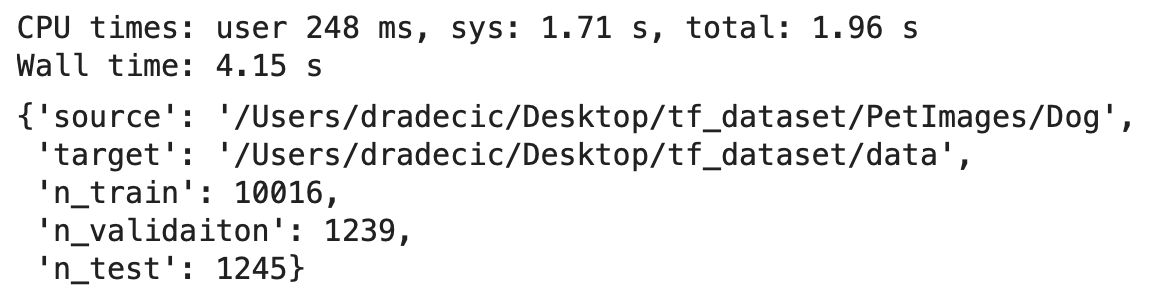 CPU times: user 248 ms, sys: 1.71 s, total: 1.96 s
Wall time: 4.15 s
{'source': '/Users/dradecic/Desktop/tf_dataset/PetImages/Dog',
 'target': '/Users/dradecic/Desktop/tf_dataset/data',
 'n_train': 10016,
 'n_validaiton': 1239,
 'n_test': 1245}